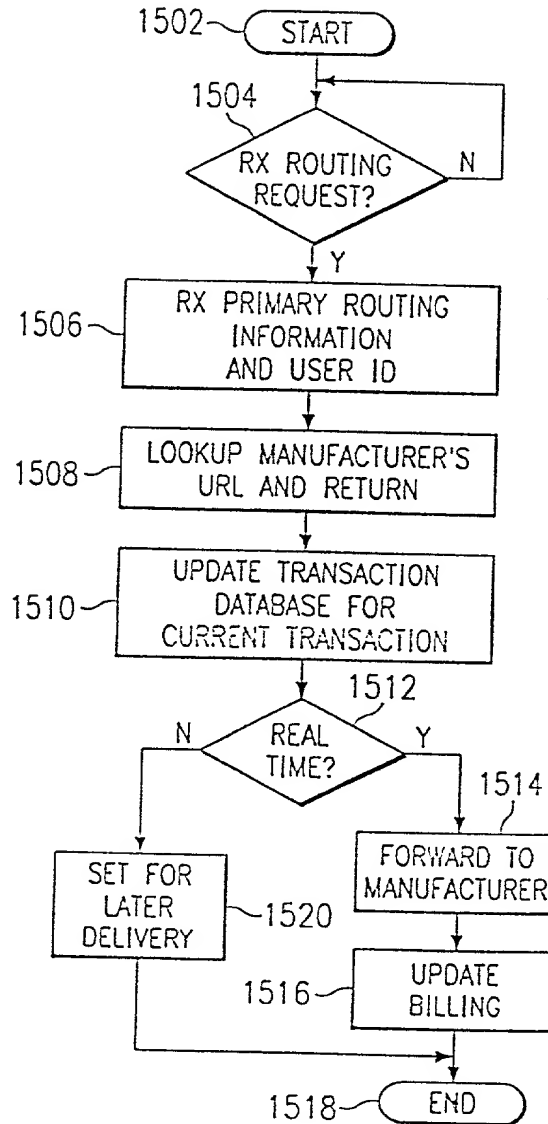 1502
START
1504
RX ROUTING
REQUEST?
N
Y
1506
RX PRIMARY ROUTING
INFORMATION
AND USER ID
1508
LOOKUP MANUFACTURER'S
URL AND RETURN
1510
UPDATE TRANSACTION
DATABASE FOR
CURRENT TRANSACTION
1512
N
REAL
TIME?
Y
1514
SET FOR
LATER
DELIVERY
1520
FORWARD TO
MANUFACTURER
1516
UPDATE
BILLING
1518
END